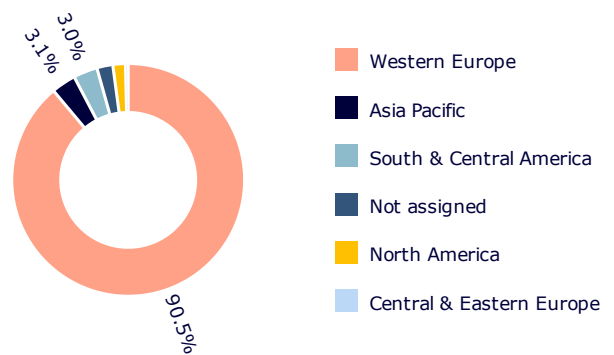 3.0%
3.1%
90.5%
Western Europe
Asia Pacific
South & Central America
Not assigned
North America
Central & Eastern Europe